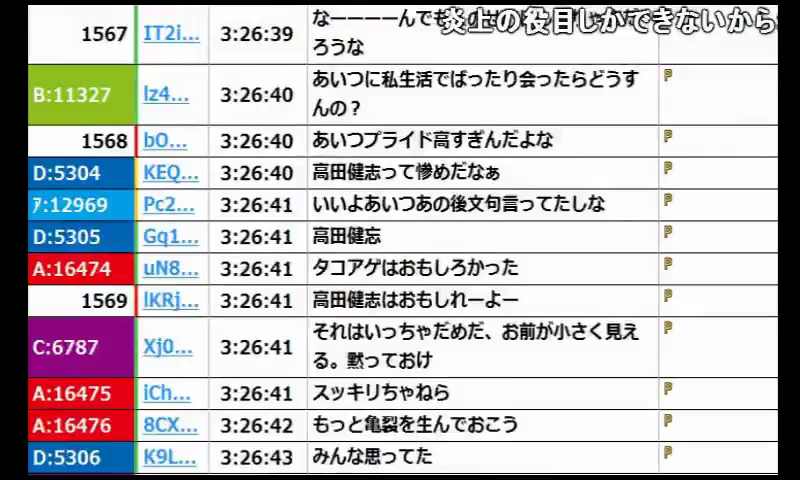 炎上の役目しかできないから
1567 IT2i... 3:26:39
ろうな
B:11327 lz4... 3:26:40 あいつに私生活でばったり会ったらどうす P
んの？
1568 bO... 3:26:40 あいつプライド高すぎんだよな P
D:5304 KEQ... 3:26:40 高田健志って惨めだなぁ P
ｱ:12969 Pc2... 3:26:41 いいよあいつあの後文句言ってたしな P
D:5305 Gq1... 3:26:41 高田健忘 P
A:16474 uN8... 3:26:41 タコアゲはおもしろかった P
1569 lKRj... 3:26:41 高田健志はおもしれーよー P
C:6787 Xj0... 3:26:41 それはいっちゃだめだ、お前が小さく見え P
る。黙っておけ
A:16475 iCh... 3:26:41 スッキリちゃねら P
A:16476 8CX... 3:26:42 もっと亀裂を生んでおこう P
D:5306 K9L... 3:26:43 みんな思ってた P